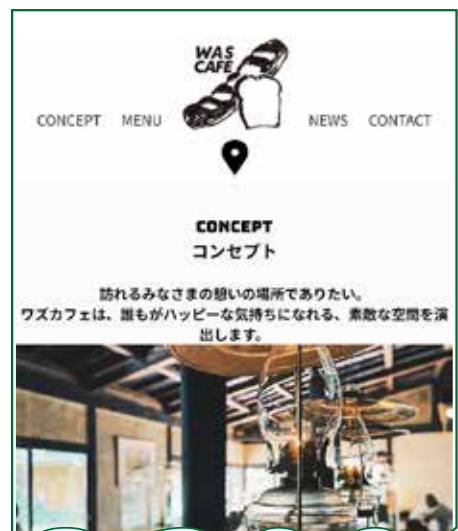 WAS
CAFE
CONCEPT MENU NEWS CONTACT
CONCEPT
コンセプト
訪れるみなさまの憩いの場所でありたい。
ワズカフェは、誰もがハッピーな気持ちになれる、素敵な空間を演
出します。